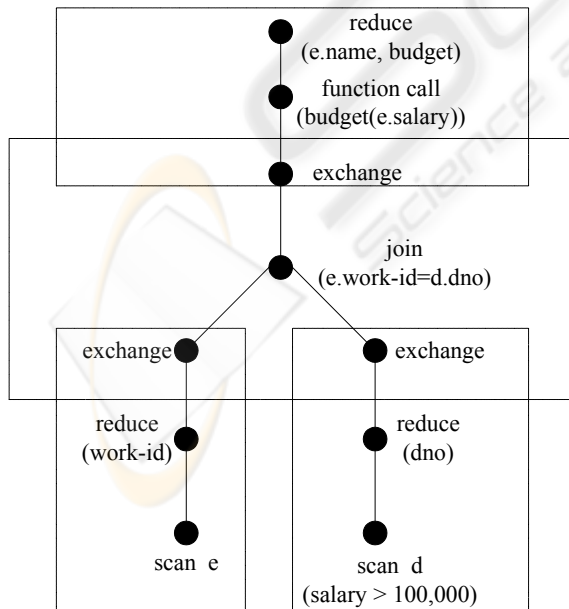 reduce
(e.name, budget)
function call
(budget(e.salary))
exchange
join
(e.work-id=d.dno)
exchange
exchange
reduce
(work-id)
reduce
(dno)
scan e
scan d
(salary > 100,000)
Science a